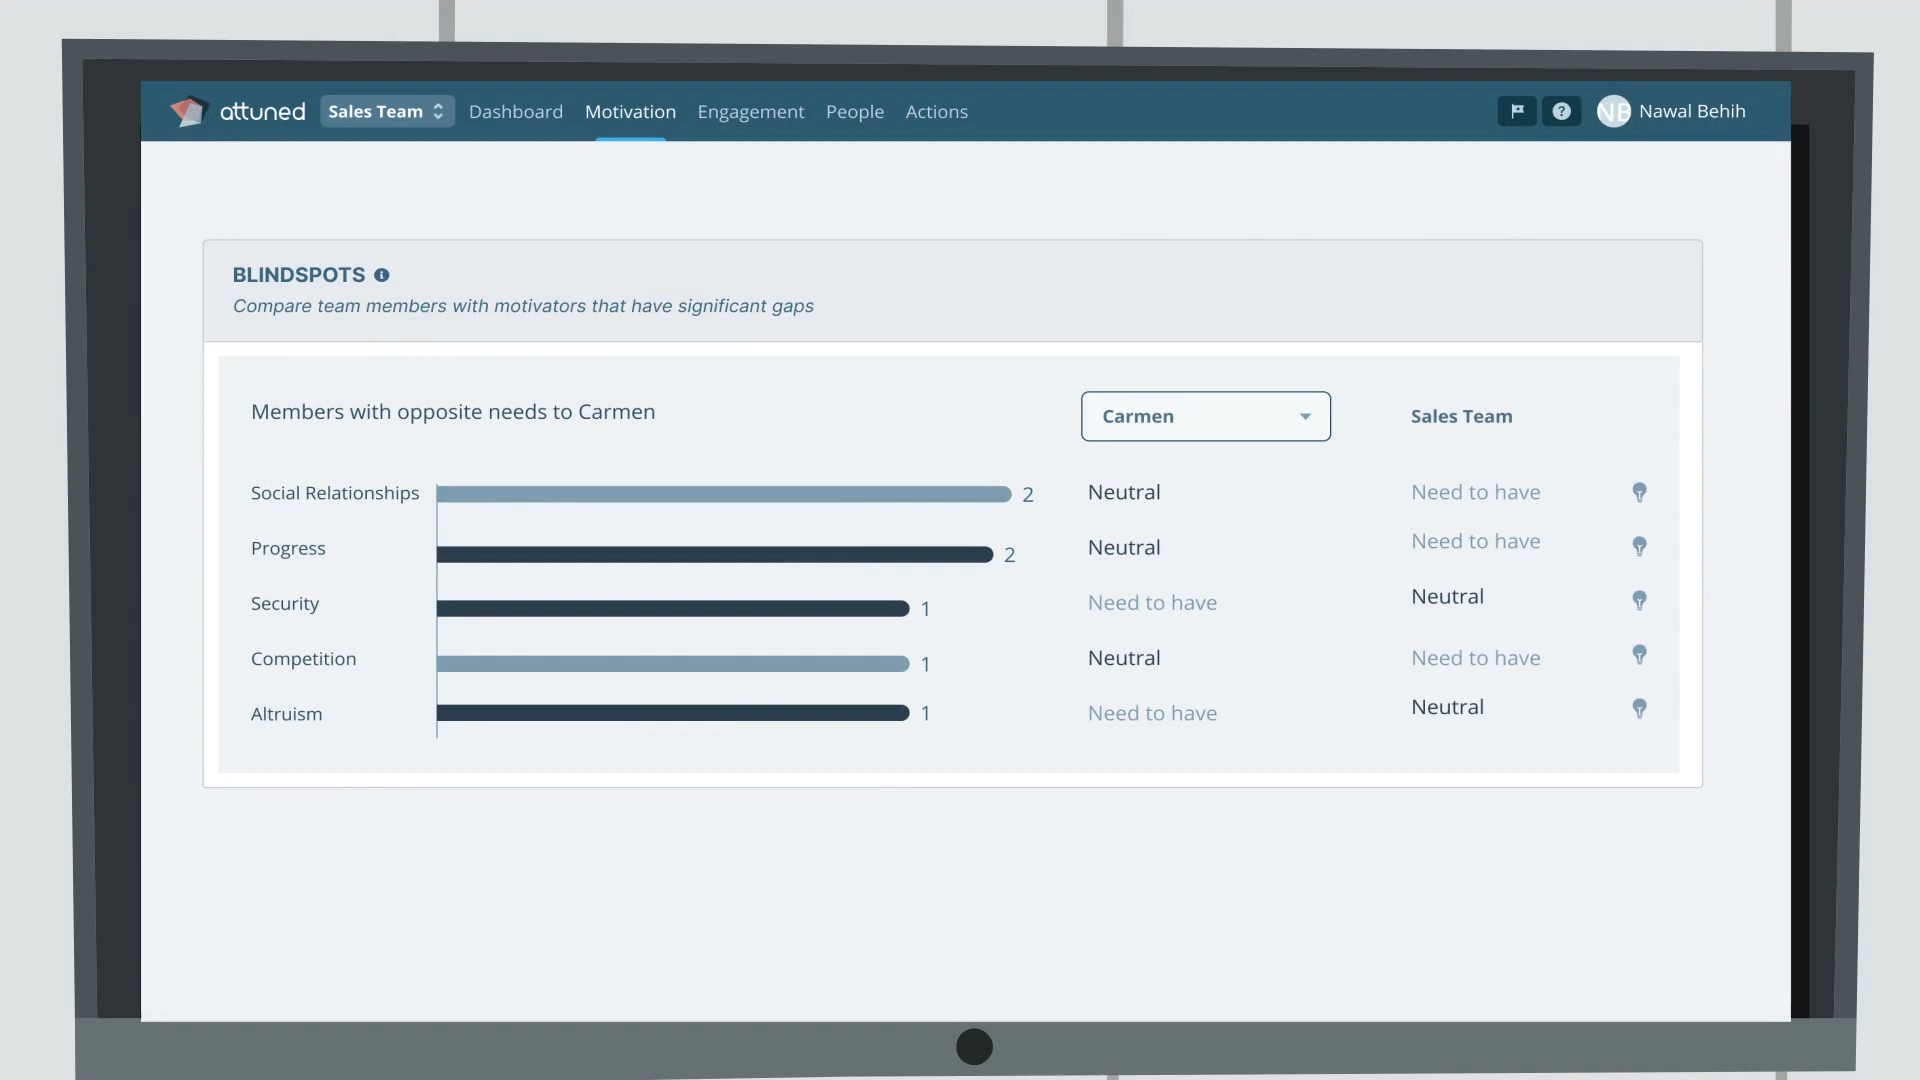 attuned Sales Team Dashboard Motivation Engagement People Actions ? NB Nawal Behih
BLINDSPOTS i
Compare team members with motivators that have significant gaps
Members with opposite needs to Carmen Carmen Sales Team
Social Relationships 2 Neutral Need to have
Progress 2 Neutral Need to have
Security 1 Need to have Neutral
Competition 1 Neutral Need to have
Altruism 1 Need to have Neutral